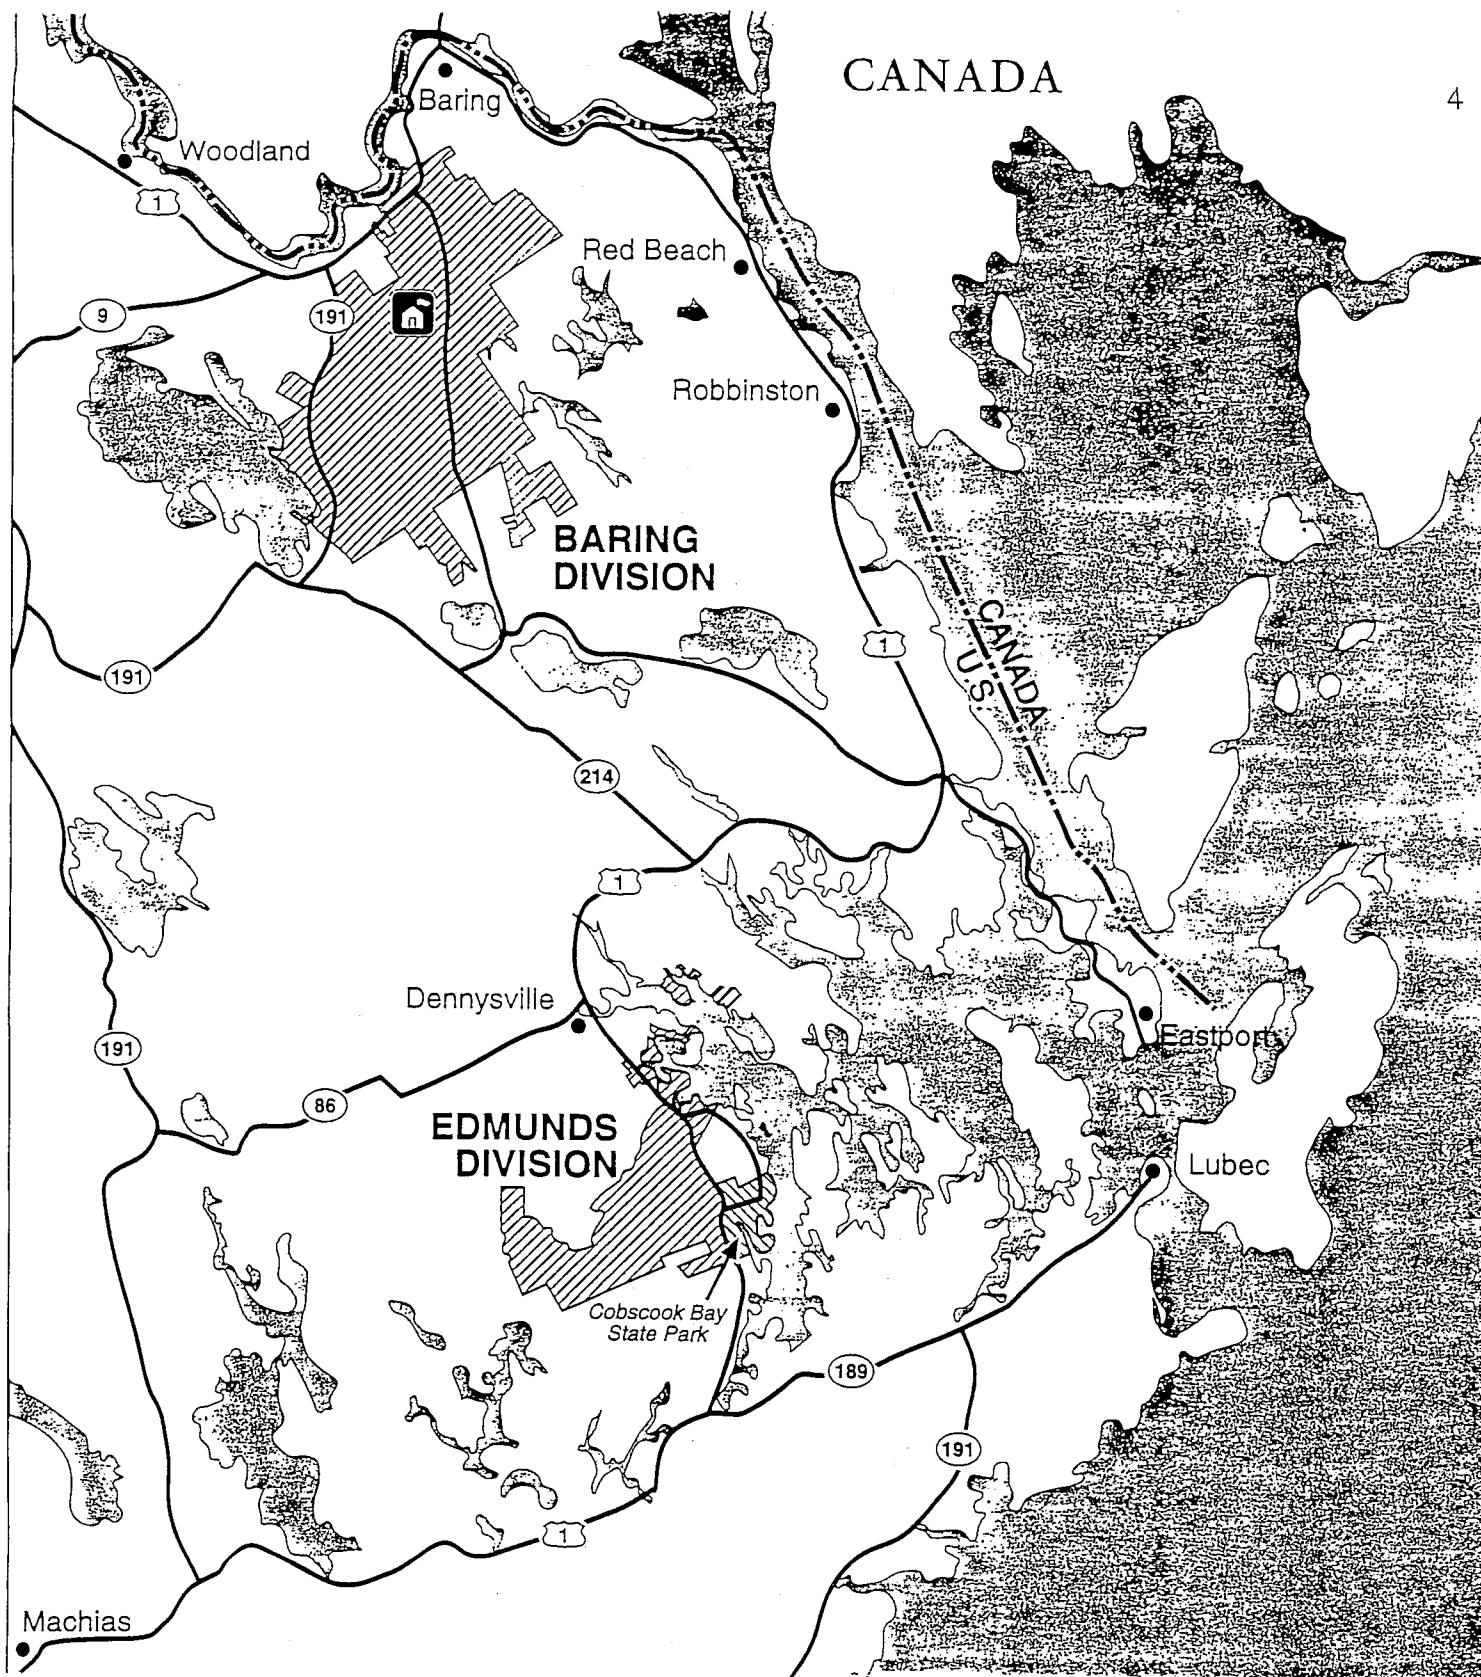 CANADA
4
Baring
Woodland
1
Red Beach
9
191
Robbinston
BARING
DIVISION
CANADA
U.S.
1
191
214
1
Dennysville
Eastport
191
86
EDMUNDS
DIVISION
Lubec
Cobscook Bay
State Park
189
191
1
Machias